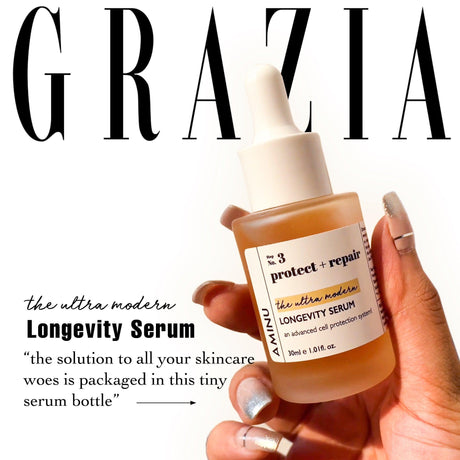 GRAZIA
Step
No. 3
protect + repair
the ultra modern
LONGEVITY SERUM
an advanced cell protection system
30ml e 1.01fl. oz.
AMINU
the ultra modern
Longevity Serum
“the solution to all your skincare
woes is packaged in this tiny
serum bottle”